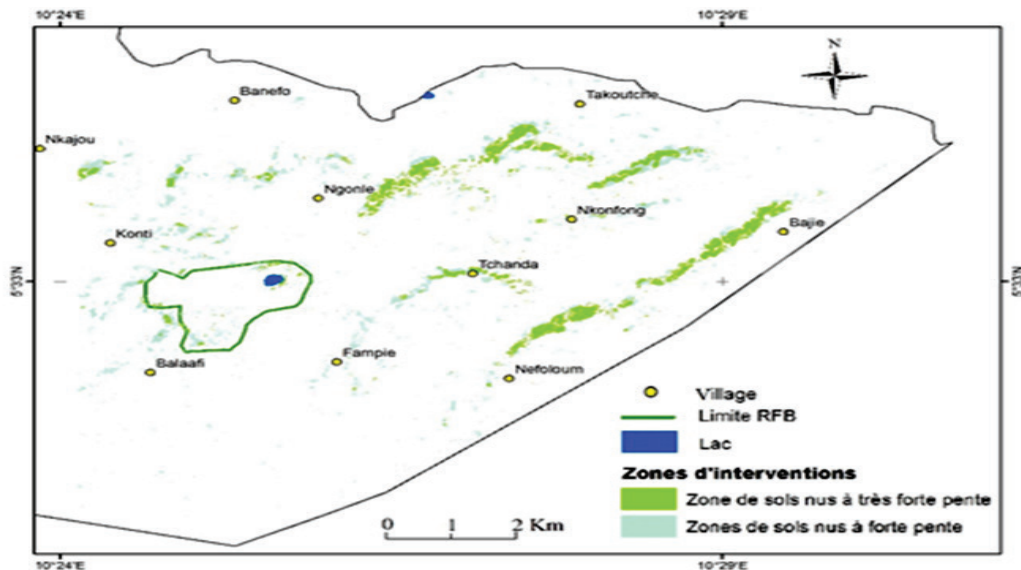 10°24'E
10°29'E
N
Banefo
Takoutche
Nkajou
Ngonle
Nkonfong
Bajie
Konti
Tchanda
5°33'N
5°33'N
Balaafi
Fampie
Nefoloum
Village
Limite RFB
Lac
Zones d'interventions
Zone de sols nus à très forte pente
Zones de sols nus à forte pente
0 1 2 Km
10°24'E
10°29'E